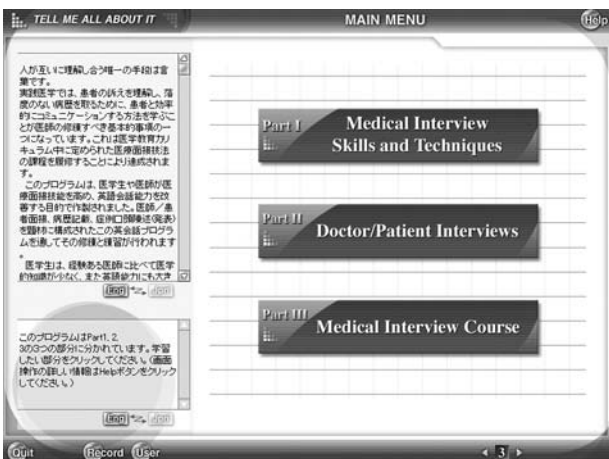 TELL ME ALL ABOUT IT
MAIN MENU
Help
人が互いに理解し合う唯一の手段は言
葉です。
実践医学では、患者の訴えを理解し、落
度のない病歴を取るために、患者と効率
的にコミュニケーションする方法を学ぶこ
とが医師の修練すべき基本的事項の一
つになっています。これは医学教育カリ
キュラム中に定められた医療面接技法
の課程を履修することにより達成されま
す。
このプログラムは、医学生や医師が医
療面接技能を高め、英語会話能力を改
善する目的で作製されました。医師/患
者面接、病歴記載、症例口頭陳述(発表)
を題材に構成されたこの英会話プログラ
ムを通してその修練と練習が行われます
。
医学生は、経験ある医師に比べて医学
的知識が少なく、また英語能力にも大き
Eng Jpn
このプログラムはPart1, 2,
3の3つの部分に分かれています。学習
したい部分をクリックしてください。(画面
操作の詳しい情報はHelpボタンをクリック
してください。)
Eng Jpn
Part I
Medical Interview
Skills and Techniques
Part II
Doctor/Patient Interviews
Part III
Medical Interview Course
Quit Record User 3